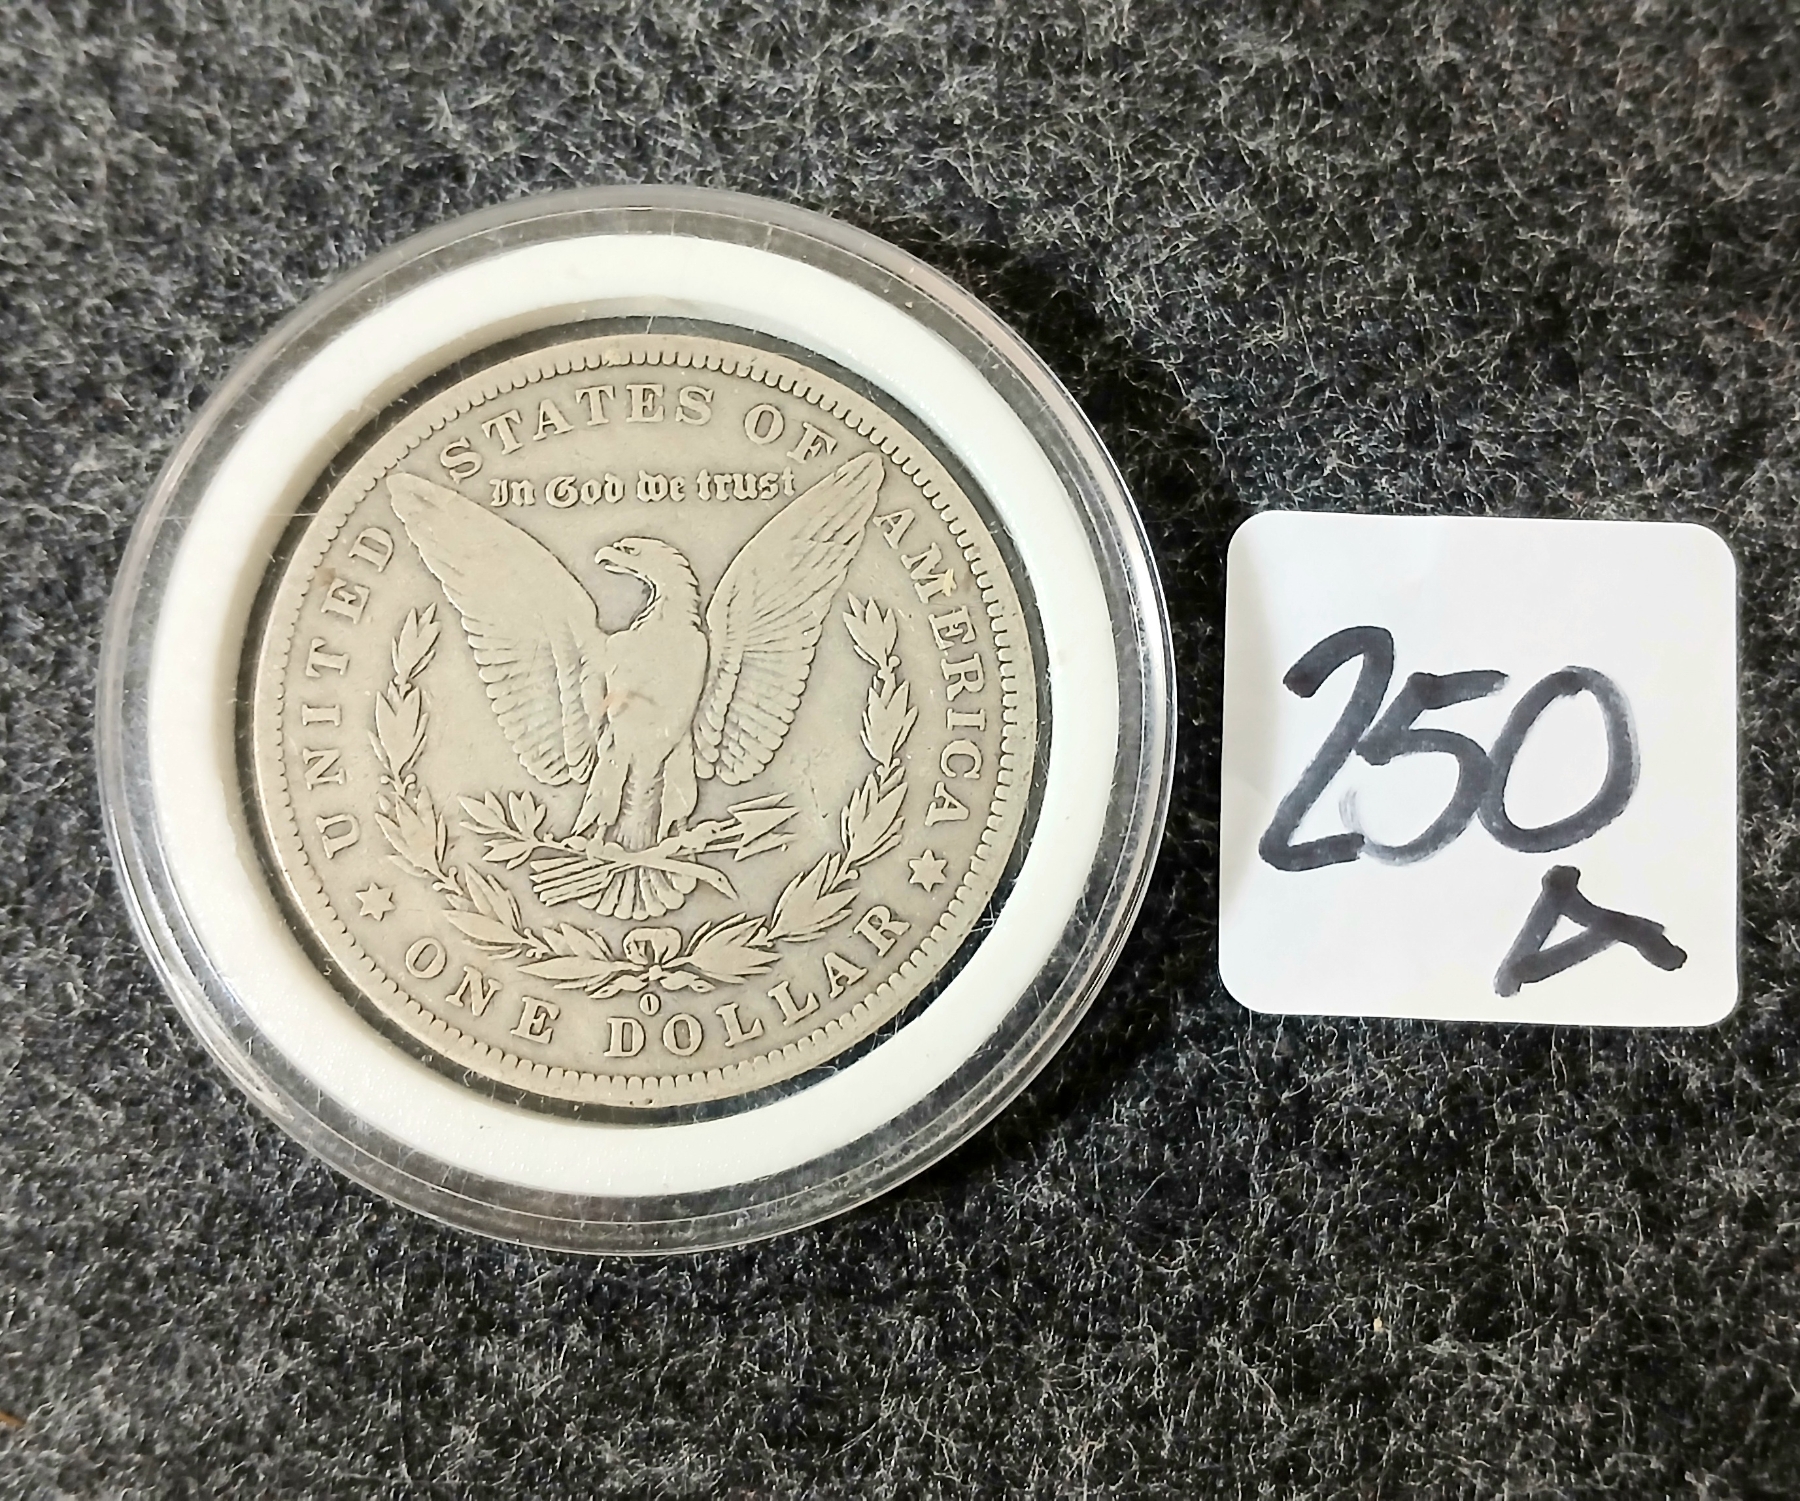 UNITED STATES OF AMERICA
In God we trust
O
ONE DOLLAR
250
A